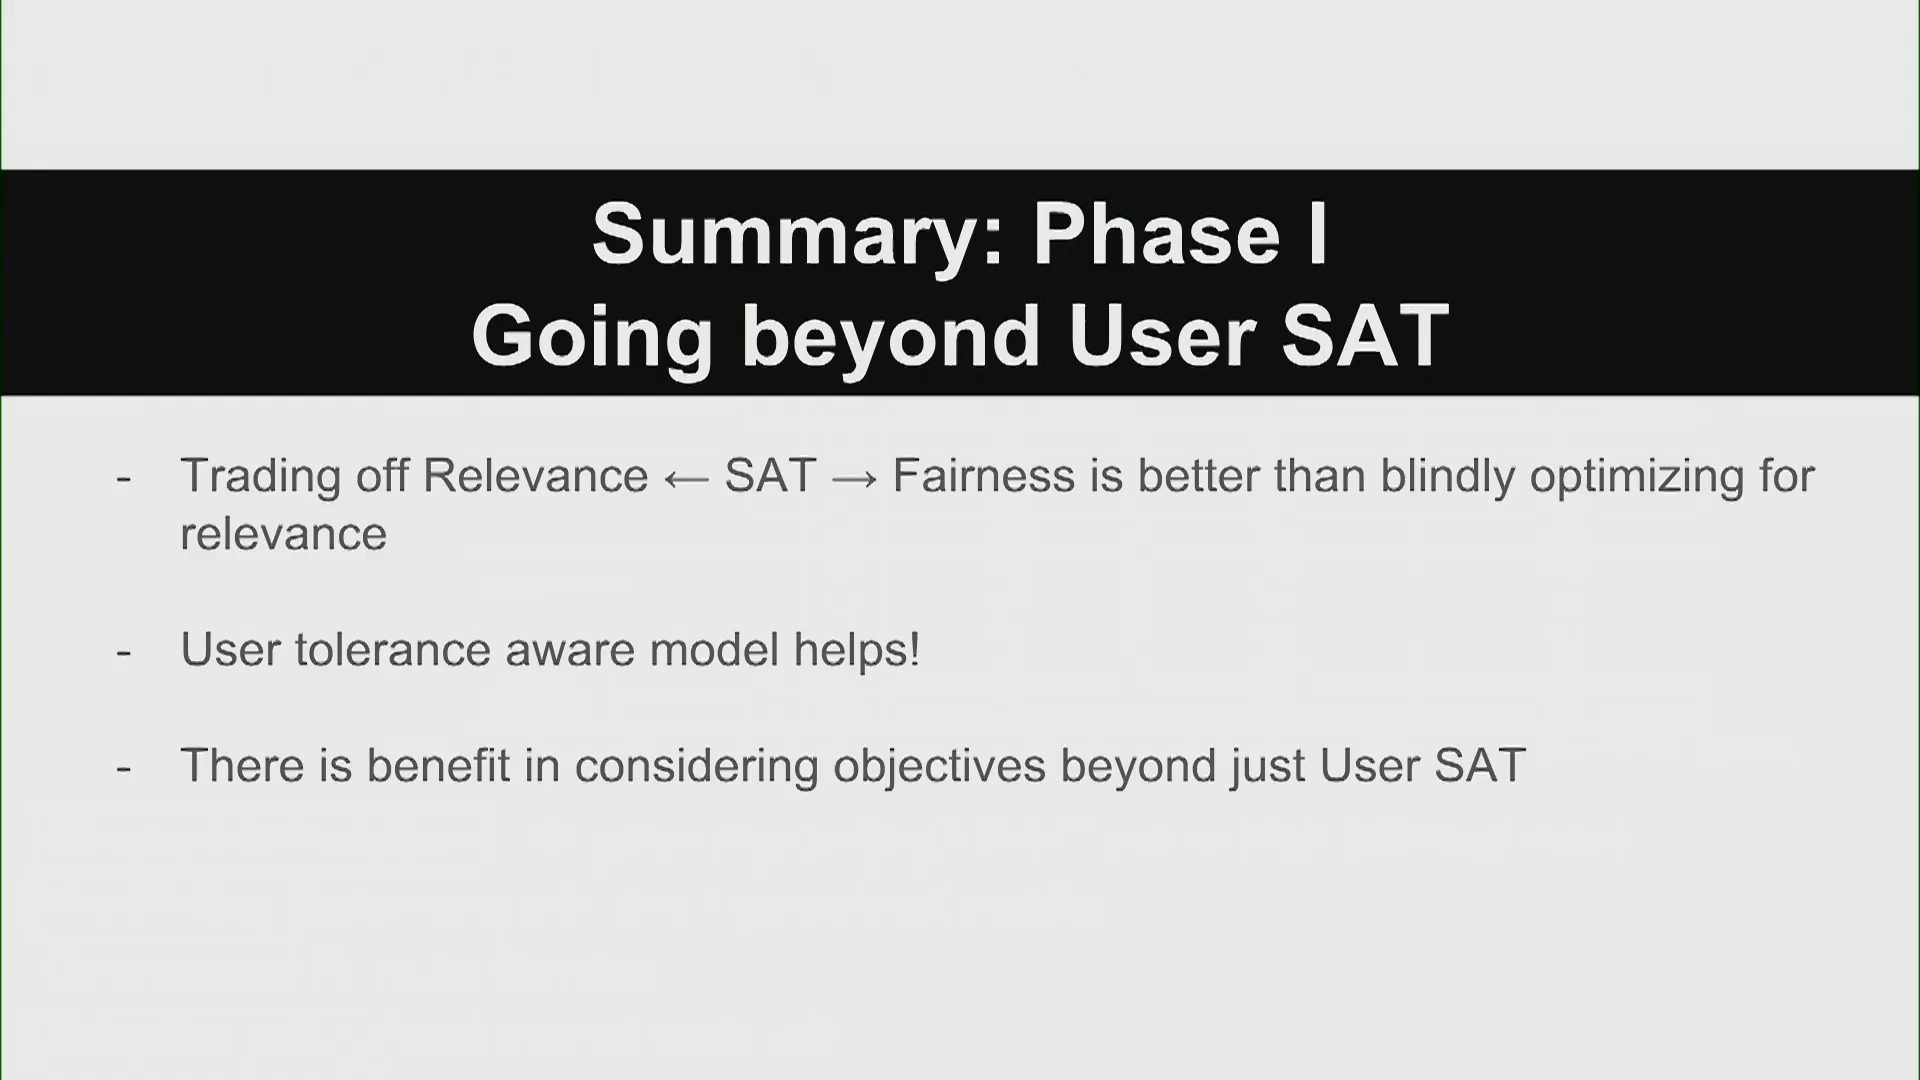 Summary: Phase I
Going beyond User SAT
- Trading off Relevance ← SAT → Fairness is better than blindly optimizing for
relevance
- User tolerance aware model helps!
- There is benefit in considering objectives beyond just User SAT